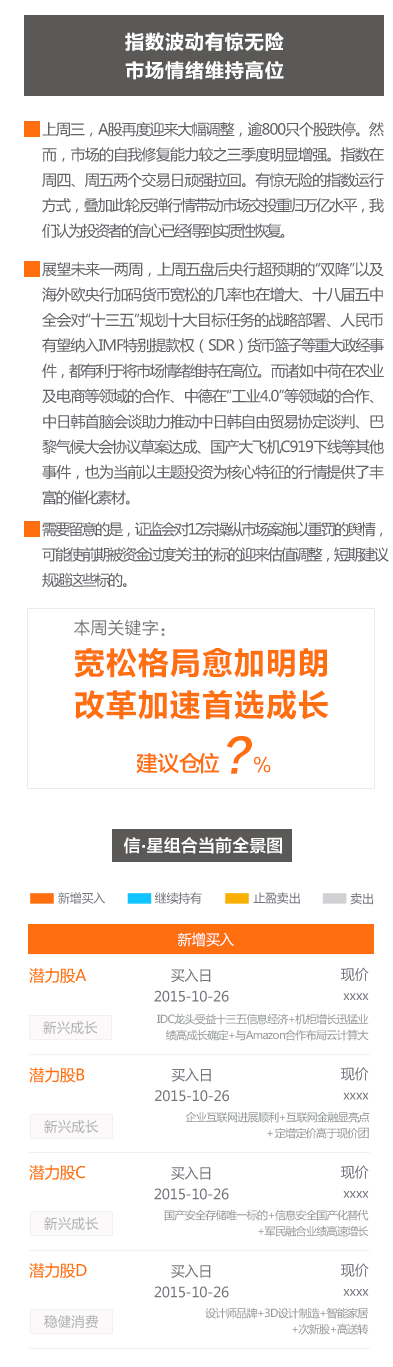 指数波动有惊无险
市场情绪维持高位
上周三，A股再度迎来大幅调整，逾800只个股跌停。然
而，市场的自我修复能力较之三季度明显增强。指数在
周四、周五两个交易日顽强拉回。有惊无险的指数运行
方式，叠加此轮反弹行情带动市场交投重归万亿水平，我
们认为投资者的信心已经得到实质性恢复。
展望未来一两周，上周五盘后央行超预期的“双降”以及
海外欧央行加码货币宽松的几率也在增大、十八届五中
全会对“十三五”规划十大目标任务的战略部署、人民币
有望纳入IMF特别提款权（SDR）货币篮子等重大政经事
件，都有利于将市场情绪维持在高位。而诸如中荷在农业
及电商等领域的合作、中德在“工业4.0”等领域的合作、
中日韩首脑会谈助力推动中日韩自由贸易协定谈判、巴
黎气候大会协议草案达成、国产大飞机C919下线等其他
事件，也为当前以主题投资为核心特征的行情提供了丰
富的催化素材。
需要留意的是，证监会对12宗操纵市场案施以重罚的舆情，
可能使前期被资金过度关注的标的迎来估值调整，短期建议
规避这些标的。
本周关键字：
宽松格局愈加明朗
改革加速首选成长
建议仓位 ? %
信·星组合当前全景图
新增买入 继续持有 止盈卖出 卖出
新增买入
潜力股A 买入日 现价
2015-10-26 xxxx
新兴成长 IDC龙头受益十三五信息经济+机柜增长迅猛业
绩高成长确定+与Amazon合作布局云计算大
潜力股B 买入日 现价
2015-10-26 xxxx
新兴成长 企业互联网进展顺利+互联网金融显亮点
+定增定价高于现价团
潜力股C 买入日 现价
2015-10-26 xxxx
新兴成长 国产安全存储唯一标的+信息安全国产化替代
+军民融合业绩高速增长
潜力股D 买入日 现价
2015-10-26 xxxx
稳健消费 设计师品牌+3D设计制造+智能家居
+次新股+高送转